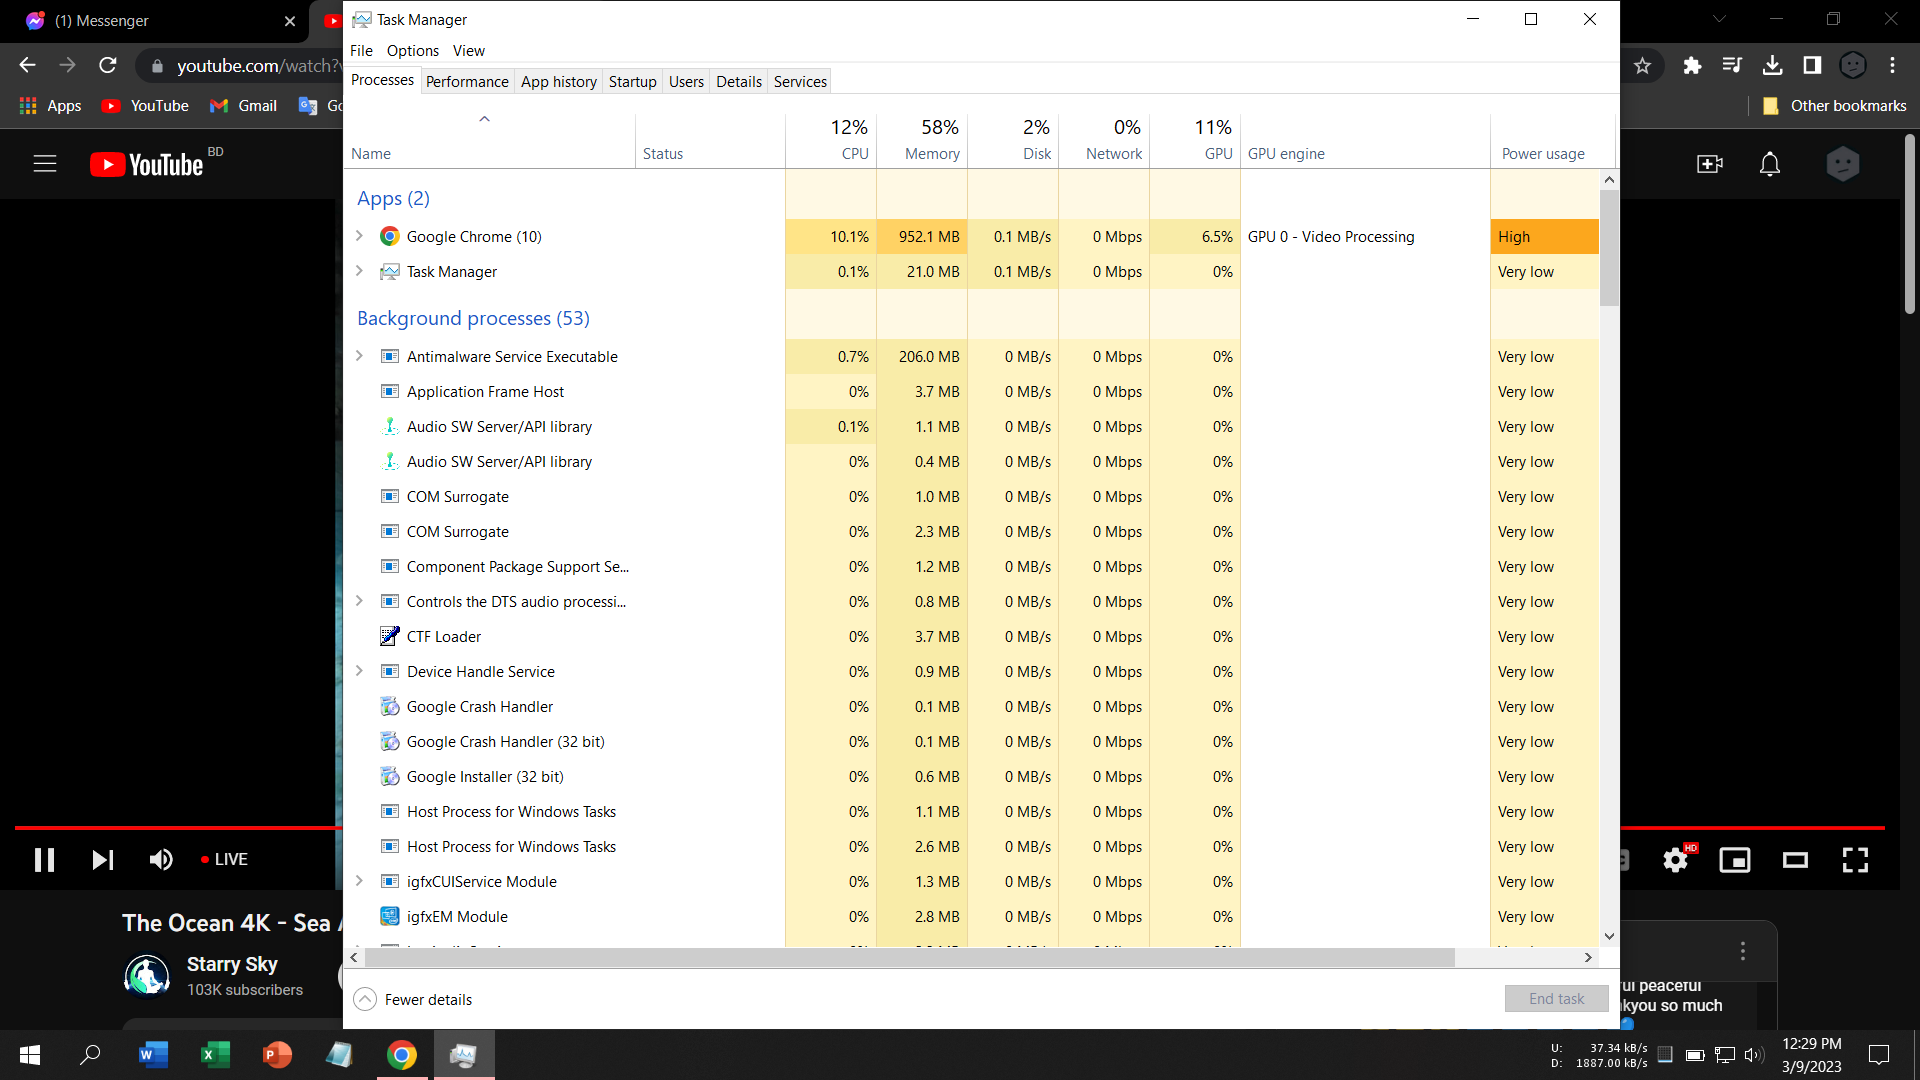 (1) Messenger
Task Manager
File Options View
youtube.com/watch?v
Processes Performance App history Startup Users Details Services
Apps YouTube Gmail
Other bookmarks
12% 58% 2% 0% 11%
Name Status CPU Memory Disk Network GPU GPU engine Power usage
YouTube BD
Apps (2)
Google Chrome (10) 10.1% 952.1 MB 0.1 MB/s 0 Mbps 6.5% GPU 0 - Video Processing High
Task Manager 0.1% 21.0 MB 0.1 MB/s 0 Mbps 0% Very low
Background processes (53)
Antimalware Service Executable 0.7% 206.0 MB 0 MB/s 0 Mbps 0% Very low
Application Frame Host 0% 3.7 MB 0 MB/s 0 Mbps 0% Very low
Audio SW Server/API library 0.1% 1.1 MB 0 MB/s 0 Mbps 0% Very low
Audio SW Server/API library 0% 0.4 MB 0 MB/s 0 Mbps 0% Very low
COM Surrogate 0% 1.0 MB 0 MB/s 0 Mbps 0% Very low
COM Surrogate 0% 2.3 MB 0 MB/s 0 Mbps 0% Very low
Component Package Support Se... 0% 1.2 MB 0 MB/s 0 Mbps 0% Very low
Controls the DTS audio processi... 0% 0.8 MB 0 MB/s 0 Mbps 0% Very low
CTF Loader 0% 3.7 MB 0 MB/s 0 Mbps 0% Very low
Device Handle Service 0% 0.9 MB 0 MB/s 0 Mbps 0% Very low
Google Crash Handler 0% 0.1 MB 0 MB/s 0 Mbps 0% Very low
Google Crash Handler (32 bit) 0% 0.1 MB 0 MB/s 0 Mbps 0% Very low
Google Installer (32 bit) 0% 0.6 MB 0 MB/s 0 Mbps 0% Very low
Host Process for Windows Tasks 0% 1.1 MB 0 MB/s 0 Mbps 0% Very low
Host Process for Windows Tasks 0% 2.6 MB 0 MB/s 0 Mbps 0% Very low
igfxCUIService Module 0% 1.3 MB 0 MB/s 0 Mbps 0% Very low
igfxEM Module 0% 2.8 MB 0 MB/s 0 Mbps 0% Very low
LIVE
HD
The Ocean 4K - Sea
Starry Sky
103K subscribers
peaceful
so much
Fewer details End task
U: 37.34 kB/s
D: 1887.00 kB/s
12:29 PM
3/9/2023